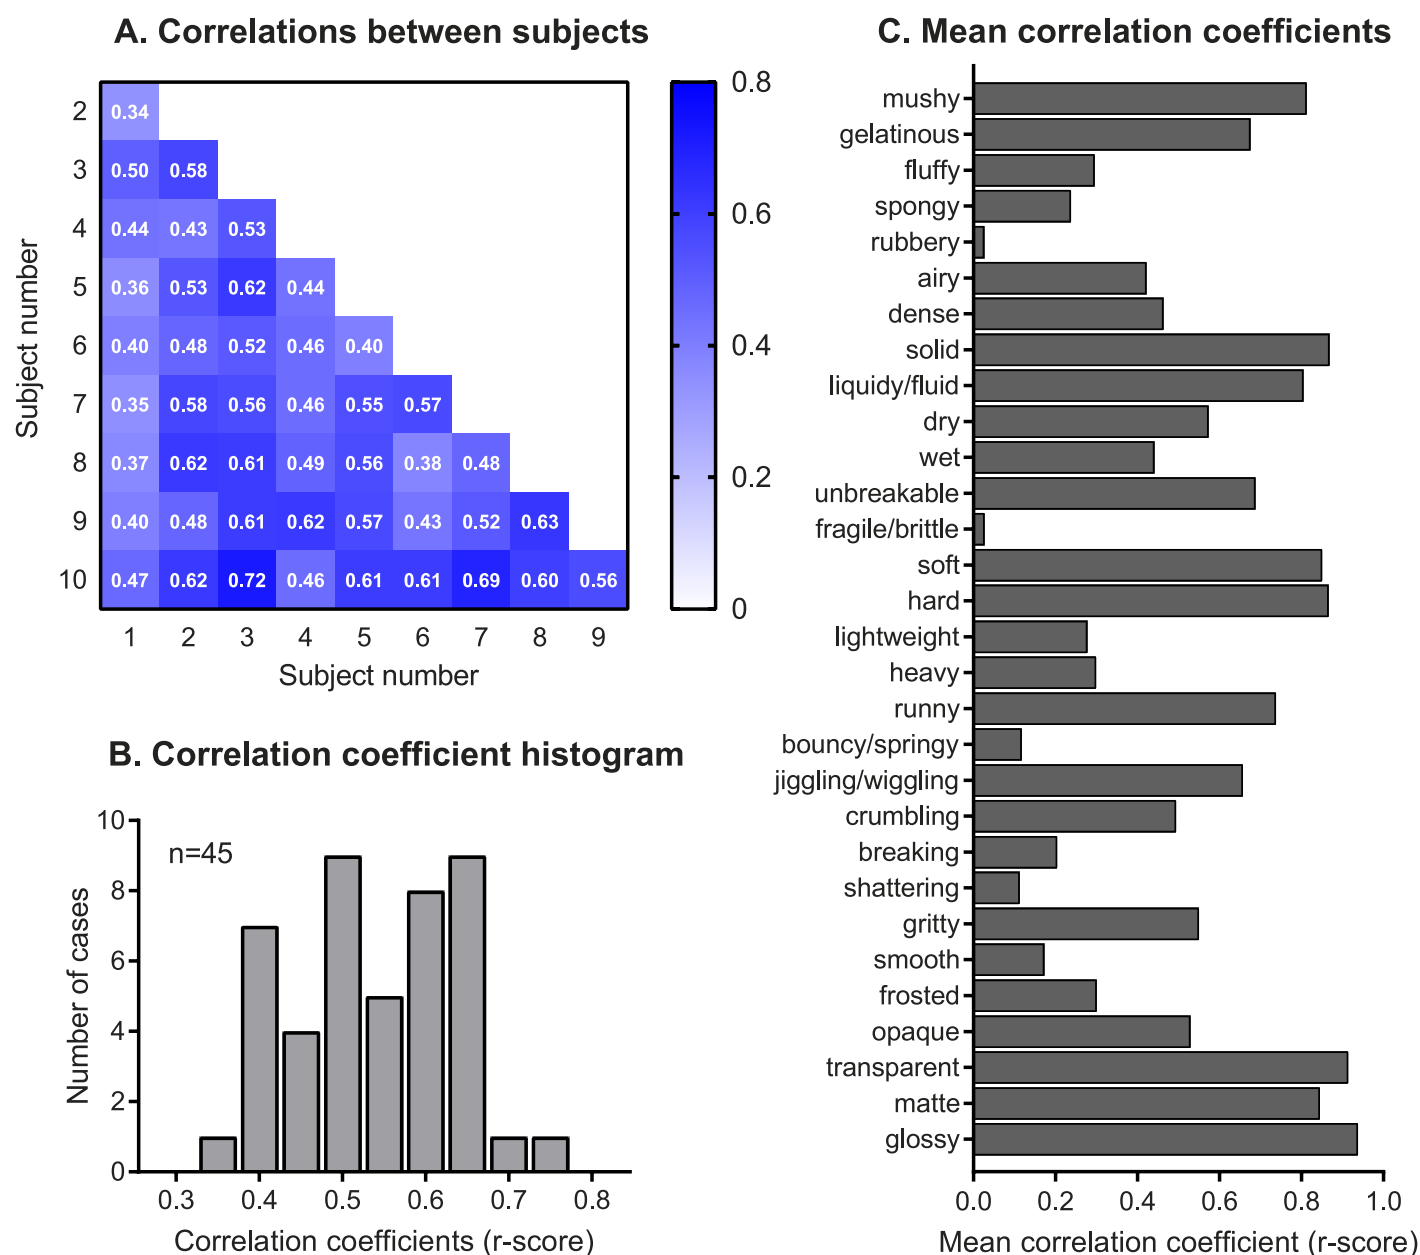 A. Correlations between subjects
2 0.34
3 0.50 0.58
4 0.44 0.43 0.53
5 0.36 0.53 0.62 0.44
6 0.40 0.48 0.52 0.46 0.40
7 0.35 0.58 0.56 0.46 0.55 0.57
8 0.37 0.62 0.61 0.49 0.56 0.38 0.48
9 0.40 0.48 0.61 0.62 0.57 0.43 0.52 0.63
10 0.47 0.62 0.72 0.46 0.61 0.61 0.69 0.60 0.56
1 2 3 4 5 6 7 8 9
Subject number
Subject number
0.8
0.6
0.4
0.2
0
B. Correlation coefficient histogram
n=45
10
8
6
4
2
0
Number of cases
0.3 0.4 0.5 0.6 0.7 0.8
Correlation coefficients (r-score)
C. Mean correlation coefficients
mushy
gelatinous
fluffy
spongy
rubbery
airy
dense
solid
liquidy/fluid
dry
wet
unbreakable
fragile/brittle
soft
hard
lightweight
heavy
runny
bouncy/springy
jiggling/wiggling
crumbling
breaking
shattering
gritty
smooth
frosted
opaque
transparent
matte
glossy
0.0 0.2 0.4 0.6 0.8 1.0
Mean correlation coefficient (r-score)